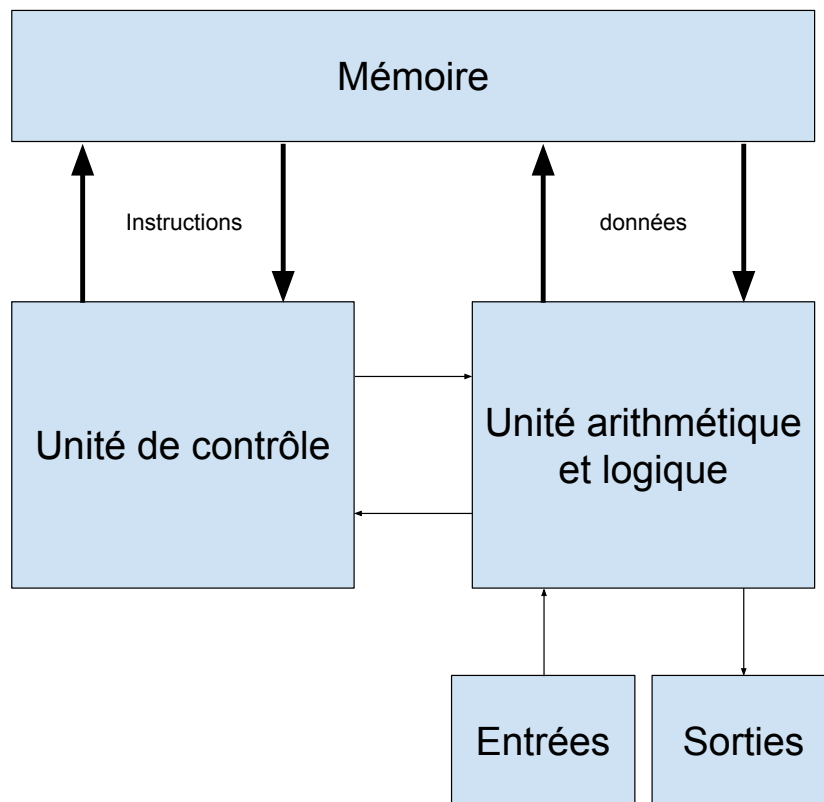 Mémoire
Instructions
données
Unité de contrôle
Unité arithmétique
et logique
Entrées
Sorties